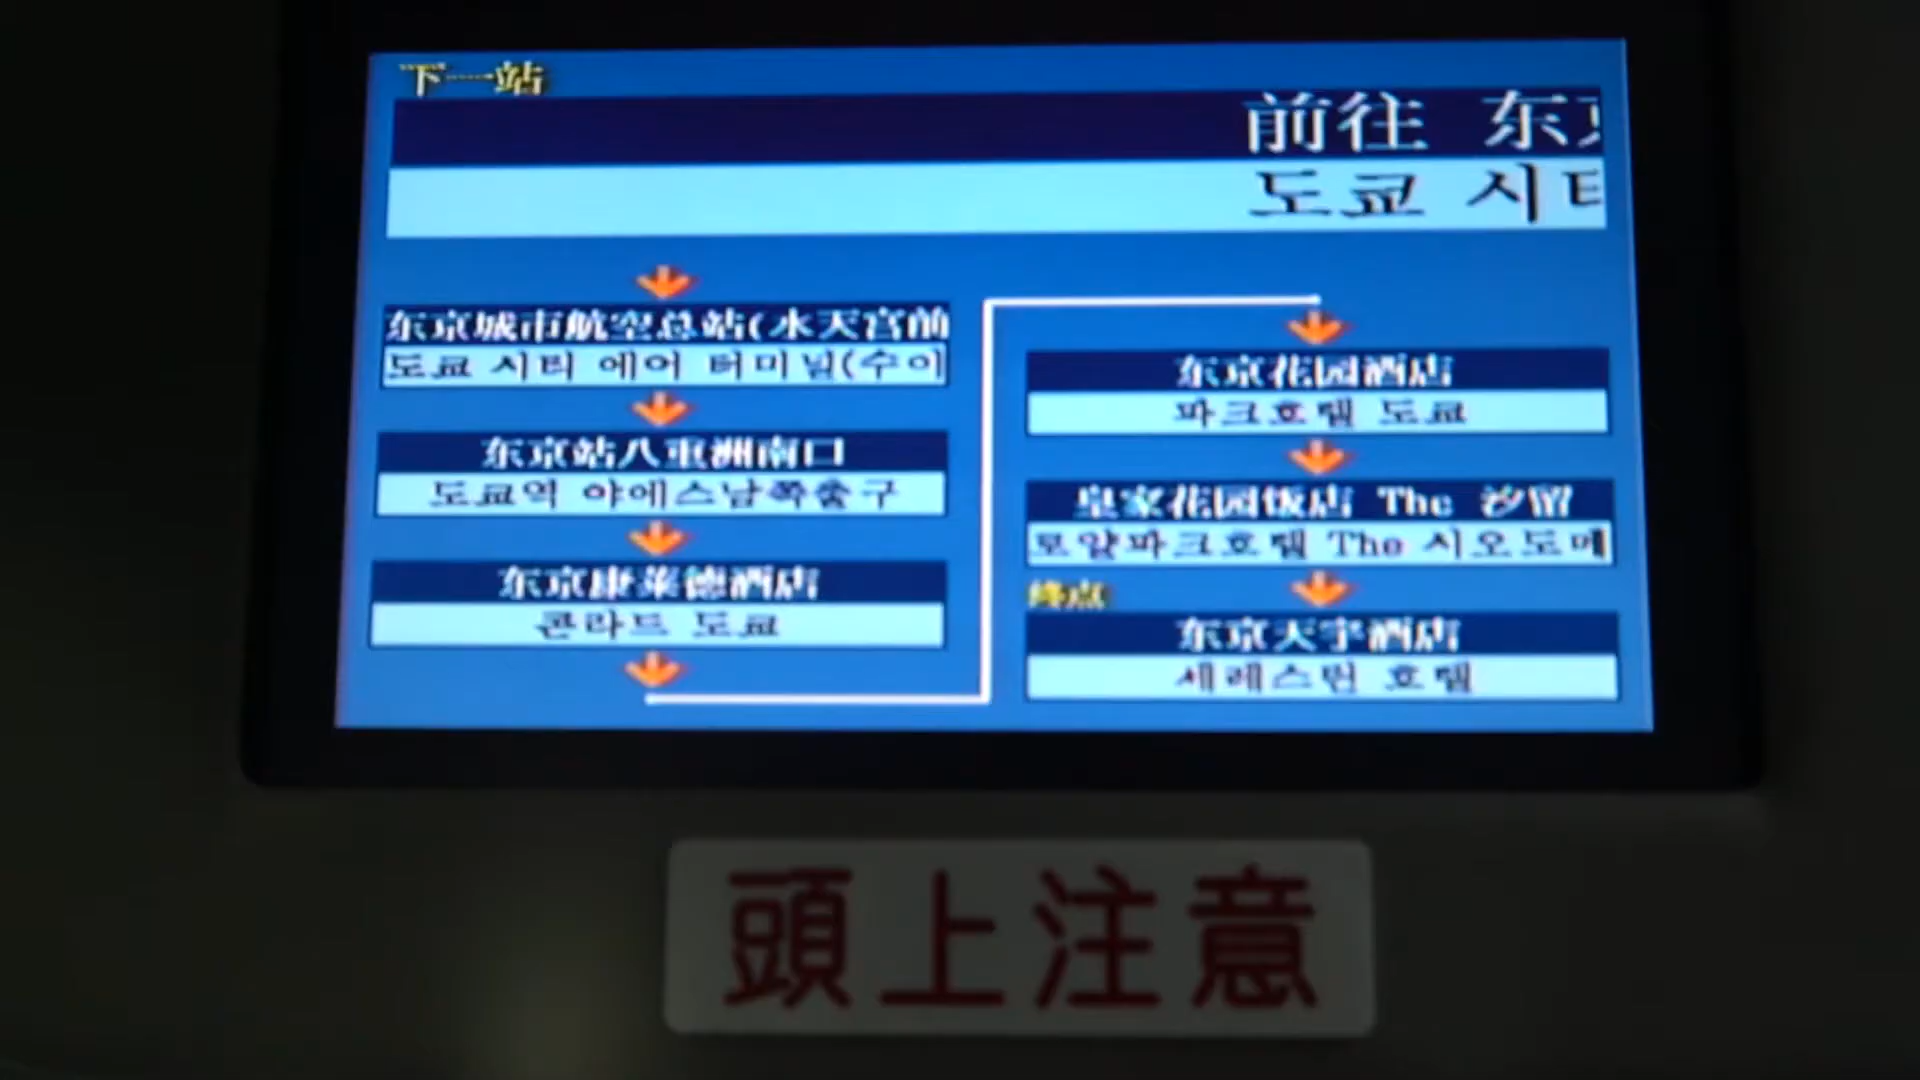 下一站
前往 东
도쿄 시
东京城市航空总站(水天宫前
도쿄 시티 에어 터미널(수이
东京站八重洲南口
도쿄역 야에스남쪽출구
东京康莱德酒店
콘라드 도쿄
东京花园酒店
파크호텔 도쿄
皇家花园饭店 The 汐留
로얄파크호텔 The 시오도메
终点
东京天宇酒店
세레스틴 호텔
頭上注意